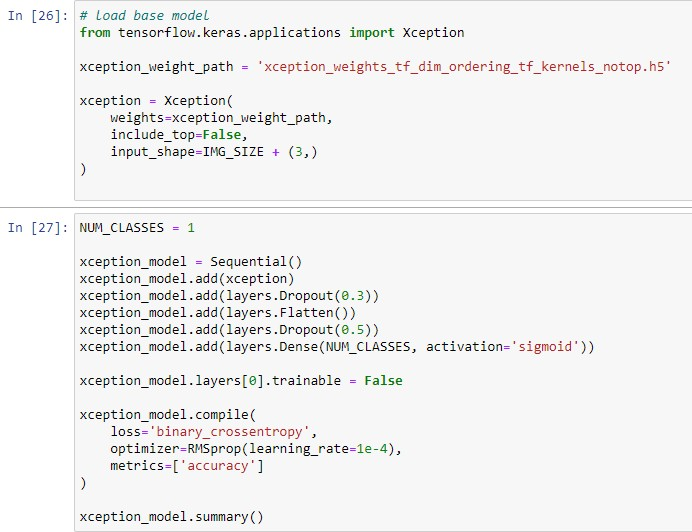 In [26]: # Load base model
from tensorflow.keras.applications import Xception
xception_weight_path = 'xception_weights_tf_dim_ordering_tf_kernels_notop.h5'
xception = Xception(
    weights=xception_weight_path,
    include_top=False,
    input_shape=IMG_SIZE + (3,)
)
In [27]: NUM_CLASSES = 1
xception_model = Sequential()
xception_model.add(xception)
xception_model.add(layers.Dropout(0.3))
xception_model.add(layers.Flatten())
xception_model.add(layers.Dropout(0.5))
xception_model.add(layers.Dense(NUM_CLASSES, activation='sigmoid'))
xception_model.layers[0].trainable = False
xception_model.compile(
    loss='binary_crossentropy',
    optimizer=RMSprop(learning_rate=1e-4),
    metrics=['accuracy']
)
xception_model.summary()